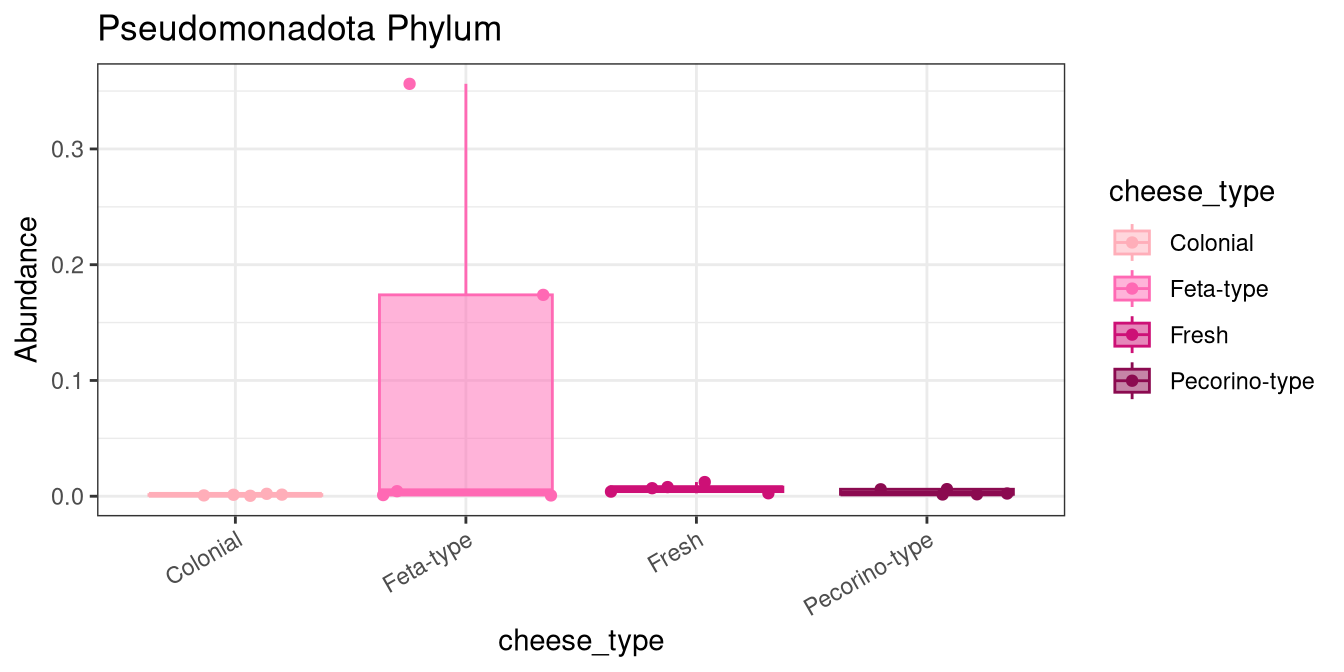 Pseudomonadota Phylum
Abundance
0.3
0.2
0.1
0.0
Colonial
Feta-type
Fresh
Pecorino-type
cheese_type
cheese_type
Colonial
Feta-type
Fresh
Pecorino-type